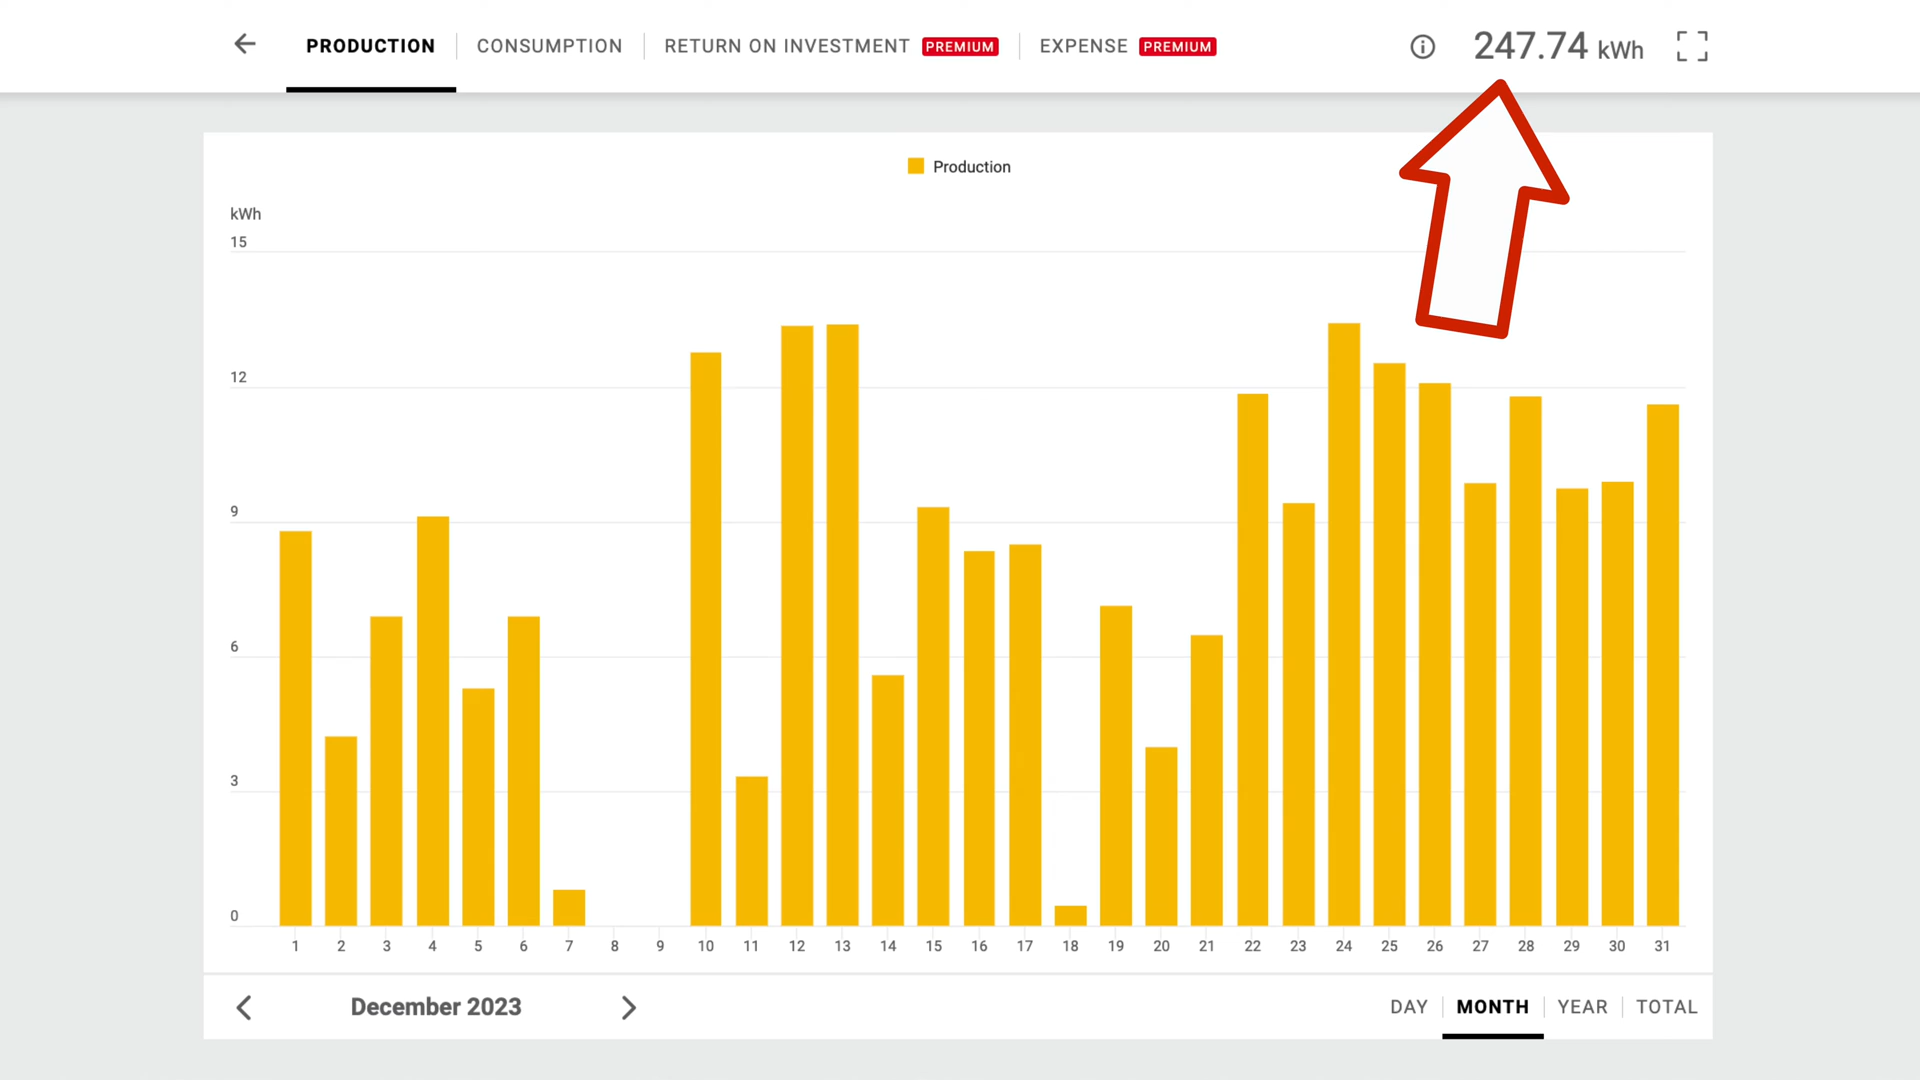 PRODUCTION CONSUMPTION RETURN ON INVESTMENT PREMIUM EXPENSE PREMIUM 247.74 kWh
Production
kWh
15
12
9
6
3
0
1 2 3 4 5 6 7 8 9 10 11 12 13 14 15 16 17 18 19 20 21 22 23 24 25 26 27 28 29 30 31
December 2023 DAY MONTH YEAR TOTAL